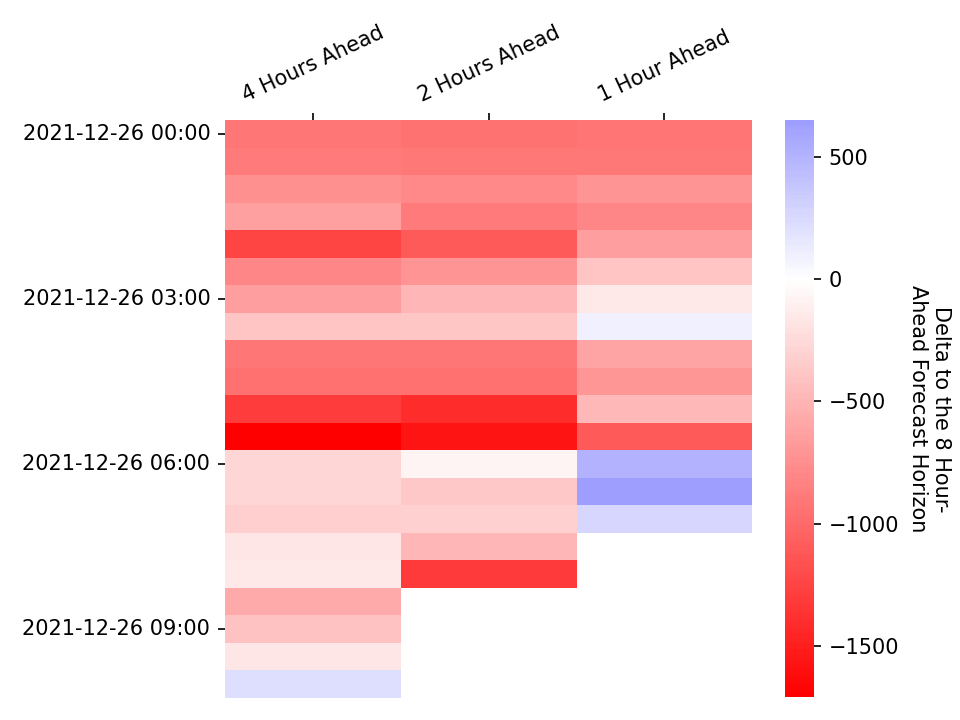 4 Hours Ahead
2 Hours Ahead
1 Hour Ahead
2021-12-26 00:00
2021-12-26 03:00
2021-12-26 06:00
2021-12-26 09:00
500
0
−500
−1000
−1500
Delta to the 8 Hour-
Ahead Forecast Horizon